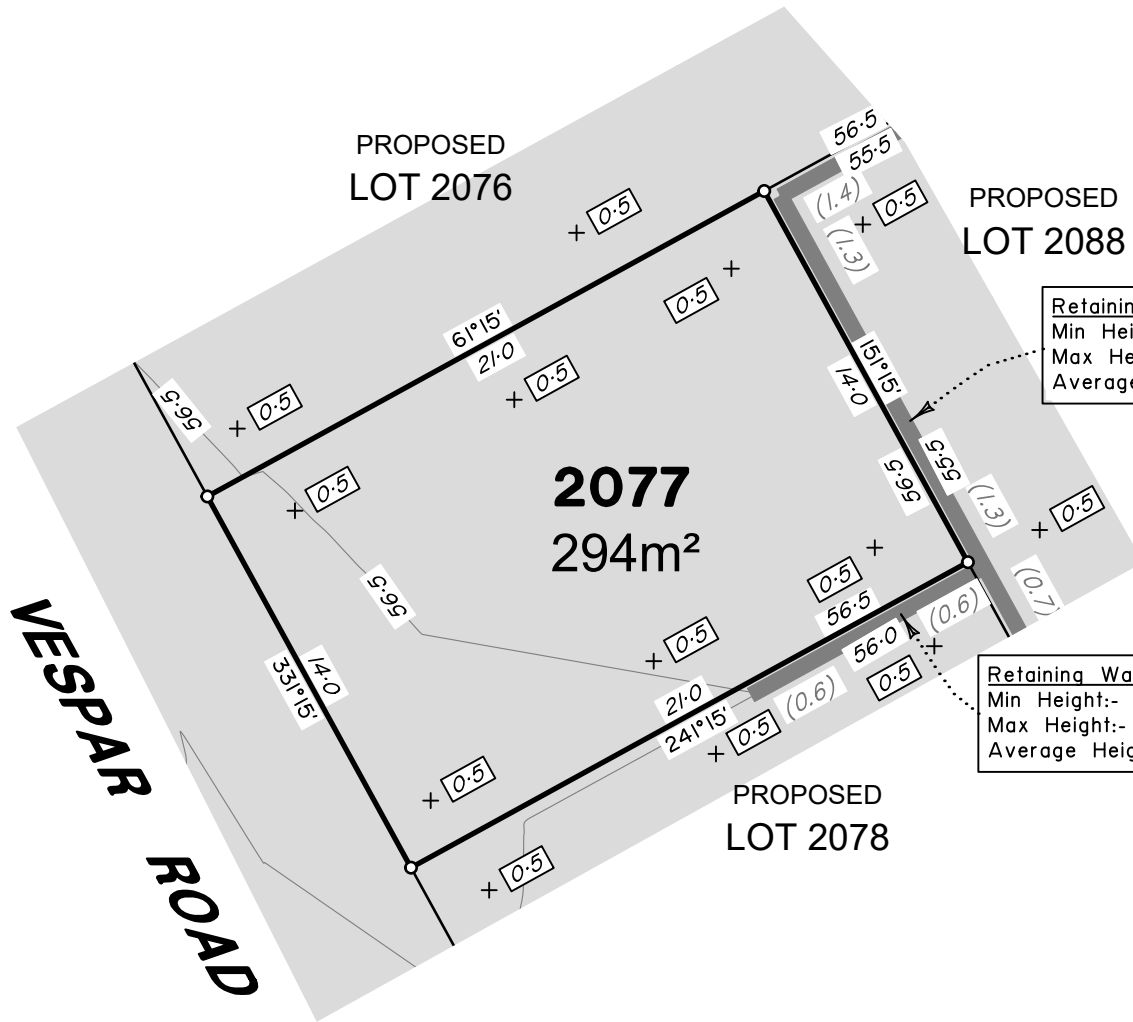 PROPOSED
LOT 2076
56·5
55·5
(1.4)
0·5
0·5
PROPOSED
LOT 2088
(1.3)
0·5
61°15'
21·0
0·5
151°15'
14·0
Retaining
Min Hei
Max He
Average
56·5
0·5
0·5
2077
294m²
56·5
55·5
(1.3)
0·5
56·5
0·5
56·5
(0.7)
(0.6)
0·5
56·0
0·5
VESPAR ROAD
331°15'
14·0
21·0
241°15'
(0.6)
0·5
Retaining Wa
Min Height:-
Max Height:-
Average Heig
0·5
PROPOSED
LOT 2078
0·5